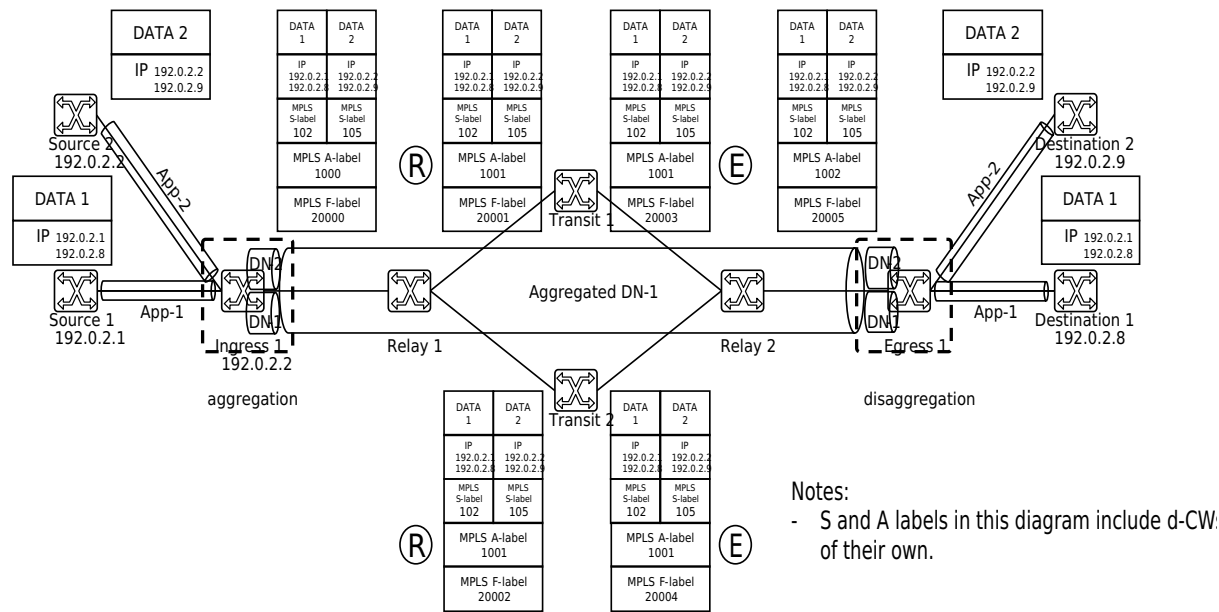 DATA 2
IP 192.0.2.2
192.0.2.9
DATA 1
DATA 2
IP 192.0.2.1 192.0.2.8
IP 192.0.2.2 192.0.2.9
MPLS S-label 102
MPLS S-label 105
MPLS A-label
1000
MPLS F-label
20000
R
DATA 1
DATA 2
IP 192.0.2.1 192.0.2.8
IP 192.0.2.2 192.0.2.9
MPLS S-label 102
MPLS S-label 105
MPLS A-label
1001
MPLS F-label
20001
DATA 1
DATA 2
IP 192.0.2.1 192.0.2.8
IP 192.0.2.2 192.0.2.9
MPLS S-label 102
MPLS S-label 105
MPLS A-label
1001
MPLS F-label
20003
E
DATA 1
DATA 2
IP 192.0.2.1 192.0.2.8
IP 192.0.2.2 192.0.2.9
MPLS S-label 102
MPLS S-label 105
MPLS A-label
1002
MPLS F-label
20005
DATA 2
IP 192.0.2.2
192.0.2.9
Source 2
192.0.2.2
App-2
Transit 1
App-2
Destination 2
192.0.2.9
DATA 1
IP 192.0.2.1
192.0.2.8
DATA 1
IP 192.0.2.1
192.0.2.8
DN-2
DN-1
Aggregated DN-1
DN-2
DN-1
Source 1
192.0.2.1
App-1
Ingress 1
192.0.2.2
Relay 1
Relay 2
Egress 1
App-1
Destination 1
192.0.2.8
aggregation
Transit 2
disaggregation
R
DATA 1
DATA 2
IP 192.0.2.1 192.0.2.8
IP 192.0.2.2 192.0.2.9
MPLS S-label 102
MPLS S-label 105
MPLS A-label
1001
MPLS F-label
20002
DATA 1
DATA 2
IP 192.0.2.1 192.0.2.8
IP 192.0.2.2 192.0.2.9
MPLS S-label 102
MPLS S-label 105
MPLS A-label
1001
MPLS F-label
20004
E
Notes:
- S and A labels in this diagram include d-CWs
of their own.